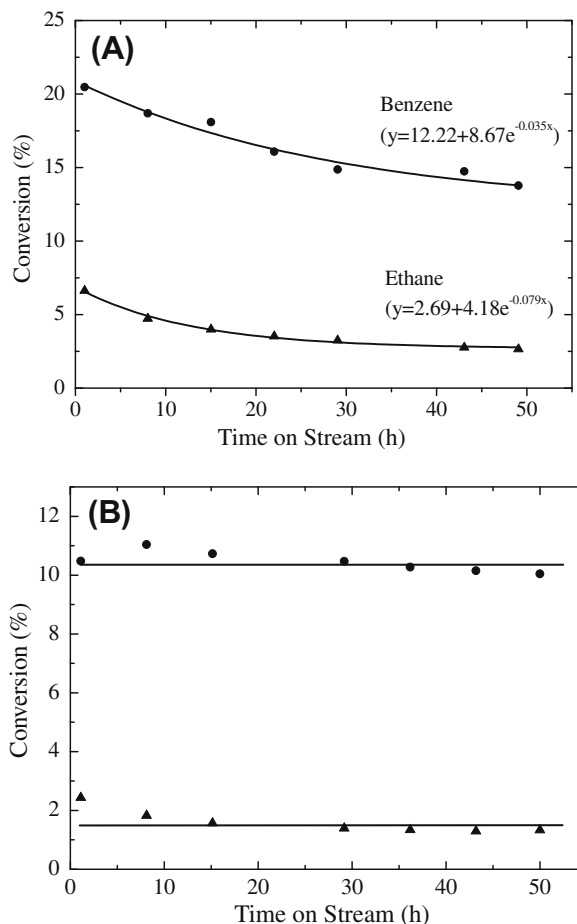 (A)
25
20
15
10
5
0
Conversion (%)
Benzene
(y=12.22+8.67e^-0.035x)
Ethane
(y=2.69+4.18e^-0.079x)
0 10 20 30 40 50
Time on Stream (h)
(B)
12
10
8
6
4
2
0
Conversion (%)
0 10 20 30 40 50
Time on Stream (h)